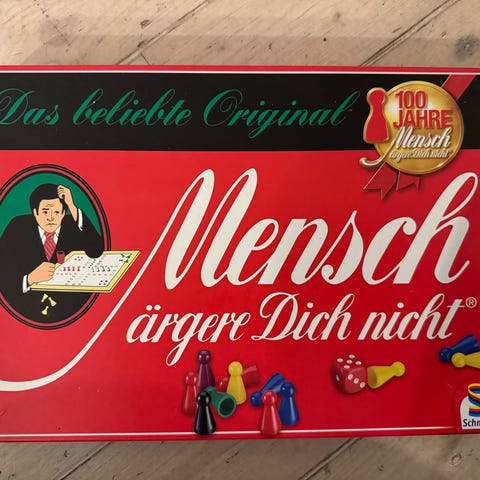 Das beliebte Original
100
JAHRE
Mensch
ärgere Dich nicht
Mensch
ärgere Dich nicht®